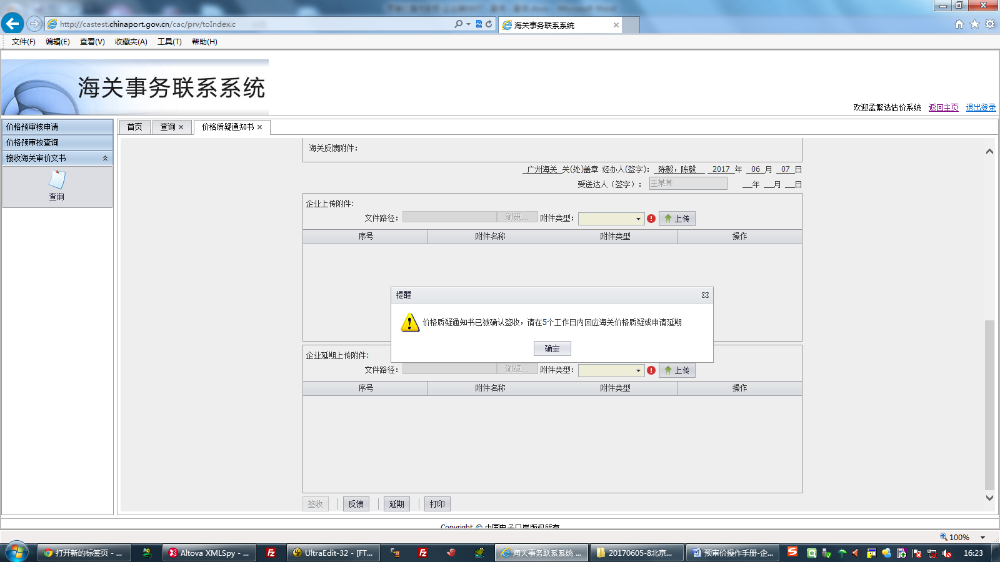 http://castest.chinaport.gov.cn/cac/prv/toIndex.c
海关事务联系系统
文件(F) 编辑(E) 查看(V) 收藏夹(A) 工具(T) 帮助(H)
海关事务联系系统
欢迎孟繁选估价系统 返回主页 退出登录
价格预审核申请
价格预审核查询
接收海关审价文书
查询
首页 查询 价格质疑通知书
海关反馈附件：
广州海关 关(处)盖章 经办人(签字)： 陈毅，陈毅 2017 年 06 月 07 日
受送达人（签字）： 王某某 年 月 日
企业上传附件:
文件路径： 浏览... 附件类型： 上传
序号 附件名称 附件类型 操作
提醒
价格质疑通知书已被确认签收，请在5个工作日内回应海关价格质疑或申请延期
确定
企业延期上传附件:
文件路径： 浏览... 附件类型： 上传
序号 附件名称 附件类型 操作
签收 反馈 延期 打印
Copyright © 中国电子口岸版权所有
100%
打开新的标签页 - ...
Altova XMLSpy - ...
UltraEdit-32 - [FT...
海关事务联系系统 ...
20170605-8北京...
预审价操作手册-企...
16:23